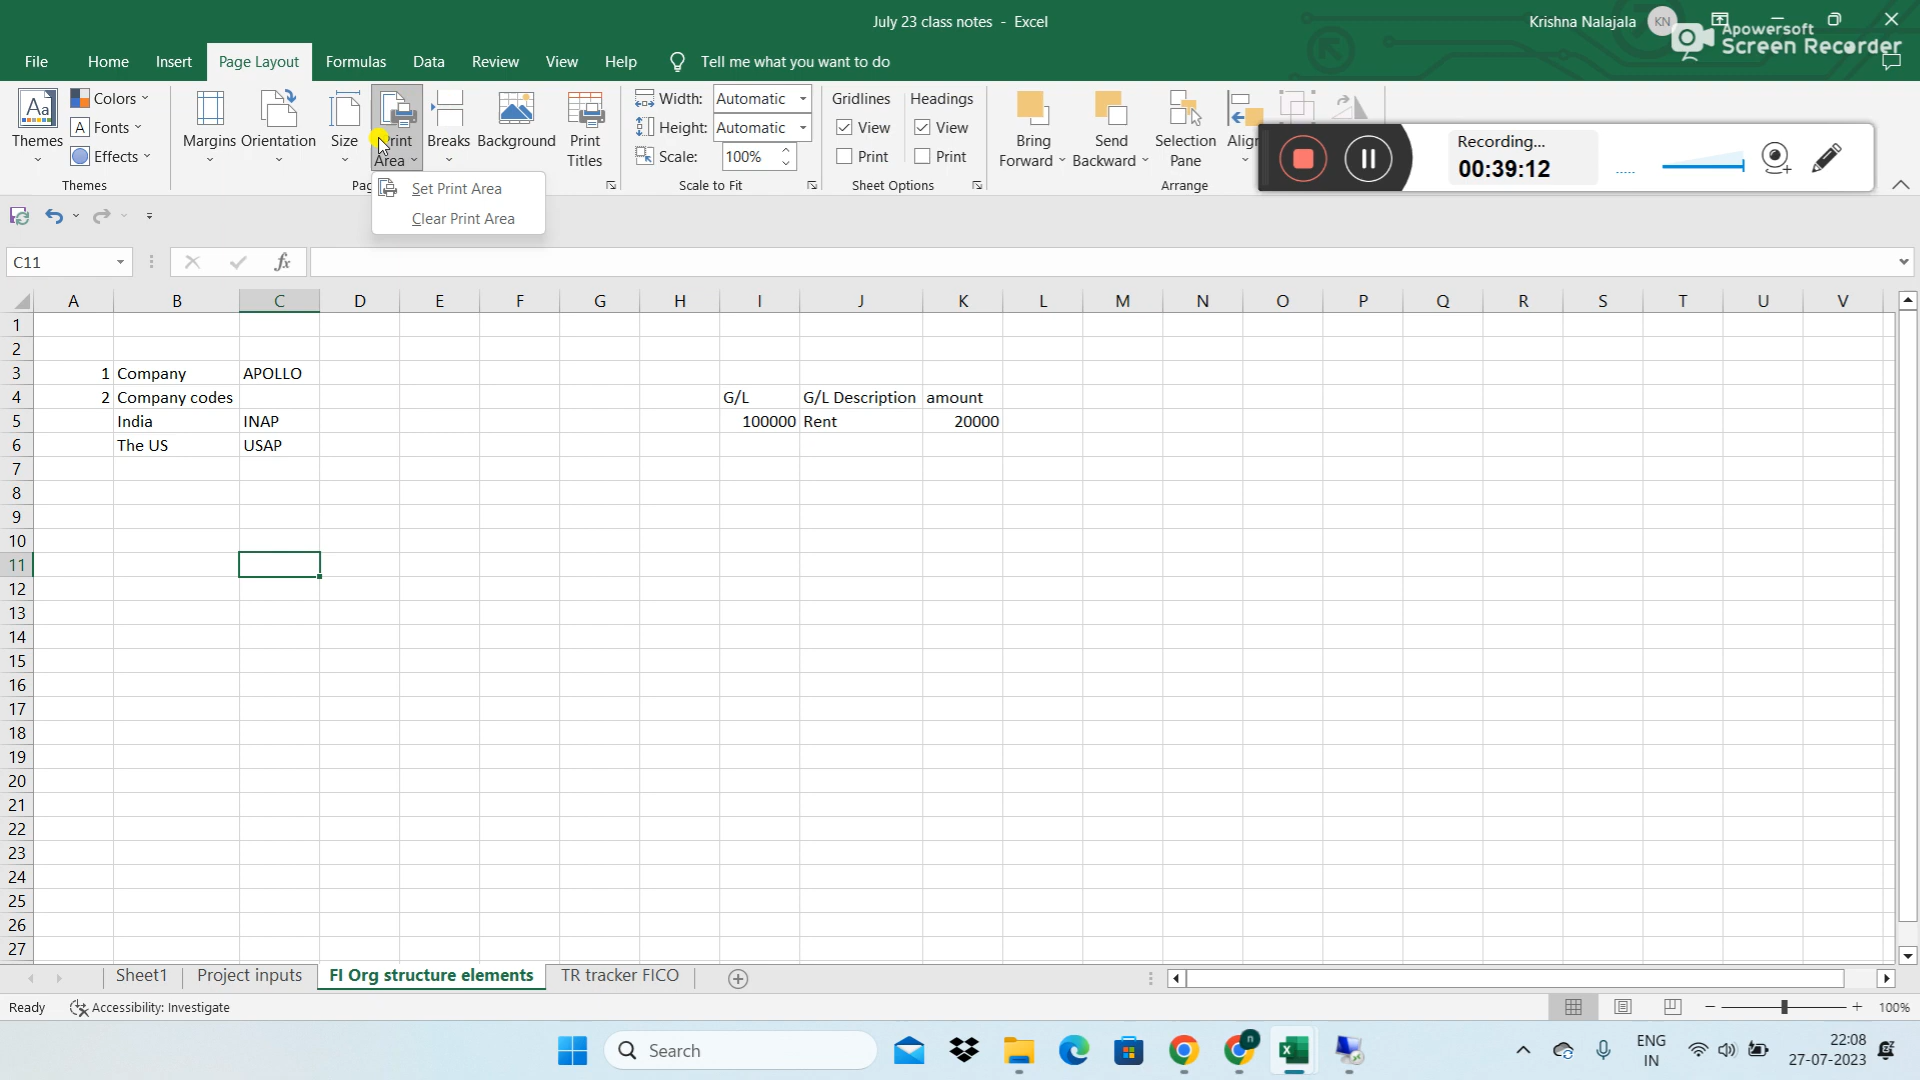 July 23 class notes - Excel
Krishna Nalajala KN
Apowersoft
Screen Recorder
File Home Insert Page Layout Formulas Data Review View Help Tell me what you want to do
Aa Colors Width: Automatic Gridlines Headings
A Fonts Height: Automatic View View
Themes Margins Orientation Size Print Area Breaks Background Print Titles Bring Forward Send Backward Selection Pane Align
Effects Scale: 100% Print Print
Themes Scale to Fit Sheet Options Arrange
Recording...
00:39:12
Set Print Area
Clear Print Area
C11 fx
A B C D E F G H I J K L M N O P Q R S T U V
1
2
3 1 Company APOLLO
4 2 Company codes G/L G/L Description amount
5 India INAP 100000 Rent 20000
6 The US USAP
7
8
9
10
11
12
13
14
15
16
17
18
19
20
21
22
23
24
25
26
27
Sheet1 Project inputs FI Org structure elements TR tracker FICO
Ready Accessibility: Investigate 100%
Search
ENG
IN
22:08
27-07-2023